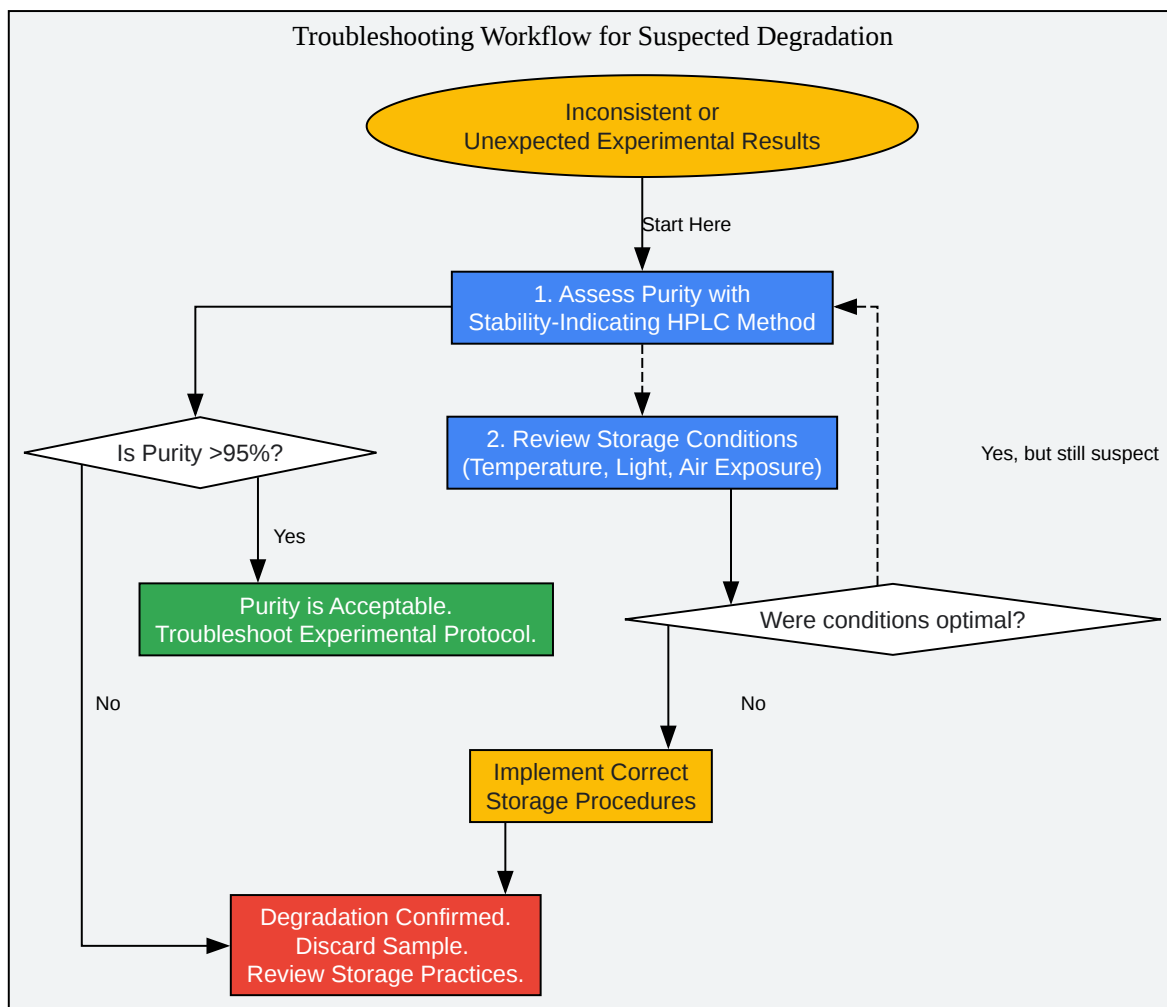 Troubleshooting Workflow for Suspected Degradation
Inconsistent or
Unexpected Experimental Results
Start Here
1. Assess Purity with
Stability-Indicating HPLC Method
Is Purity >95%?
2. Review Storage Conditions
(Temperature, Light, Air Exposure)
Yes, but still suspect
Yes
Purity is Acceptable.
Troubleshoot Experimental Protocol.
Were conditions optimal?
No
No
Implement Correct
Storage Procedures
Degradation Confirmed.
Discard Sample.
Review Storage Practices.